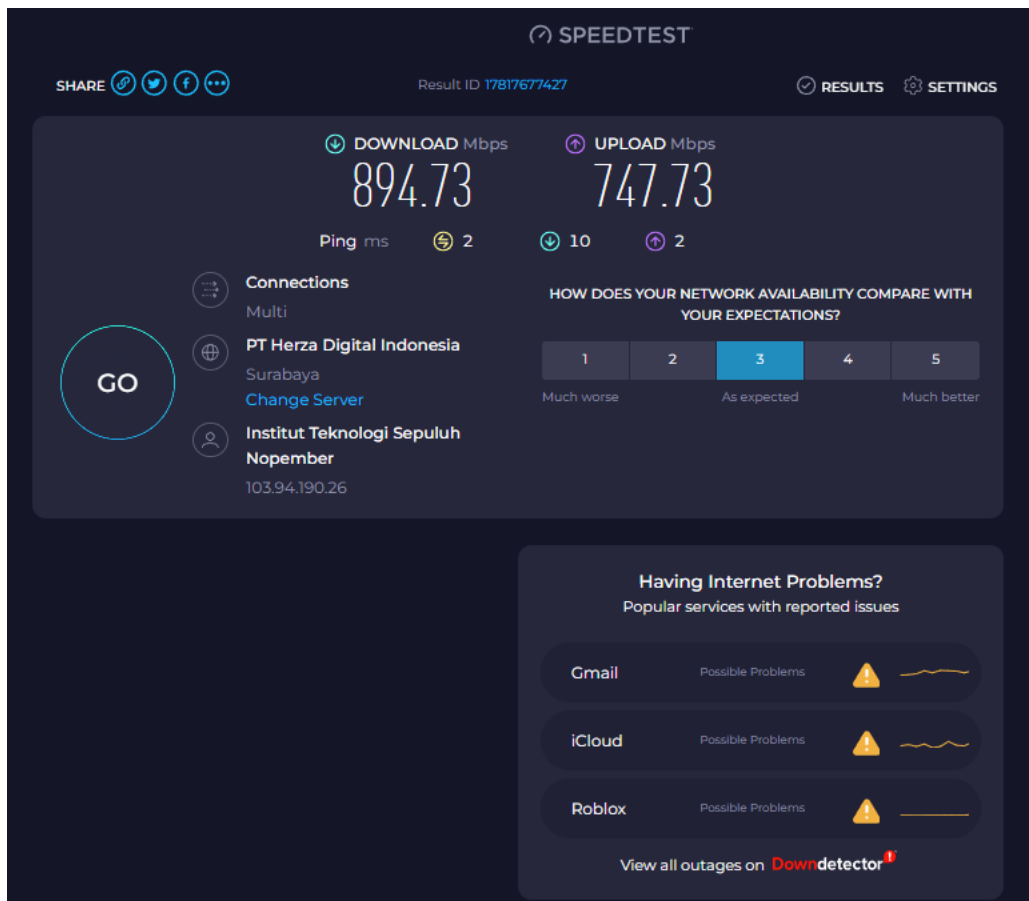 SPEEDTEST
SHARE
Result ID 17817677427
RESULTS
SETTINGS
DOWNLOAD Mbps
894.73
UPLOAD Mbps
747.73
Ping ms 2 10 2
GO
Connections
Multi
PT Herza Digital Indonesia
Surabaya
Change Server
Institut Teknologi Sepuluh
Nopember
103.94.190.26
HOW DOES YOUR NETWORK AVAILABILITY COMPARE WITH
YOUR EXPECTATIONS?
1 2 3 4 5
Much worse As expected Much better
Having Internet Problems?
Popular services with reported issues
Gmail Possible Problems
iCloud Possible Problems
Roblox Possible Problems
View all outages on Downdetector